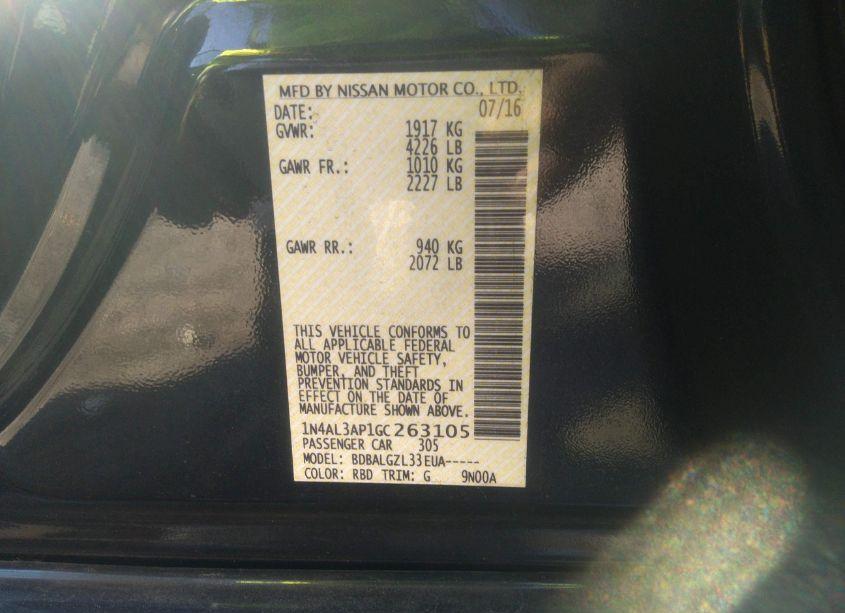 MFD BY NISSAN MOTOR CO., LTD.
DATE: 07/16
GVWR: 1917 KG
4226 LB
GAWR FR.: 1010 KG
2227 LB
GAWR RR.: 940 KG
2072 LB
THIS VEHICLE CONFORMS TO
ALL APPLICABLE FEDERAL
MOTOR VEHICLE SAFETY,
BUMPER, AND THEFT
PREVENTION STANDARDS IN
EFFECT ON THE DATE OF
MANUFACTURE SHOWN ABOVE.
1N4AL3AP1GC263105
PASSENGER CAR 305
MODEL: BDBALGZL33EUA-----
COLOR: RBD TRIM: G 9N00A